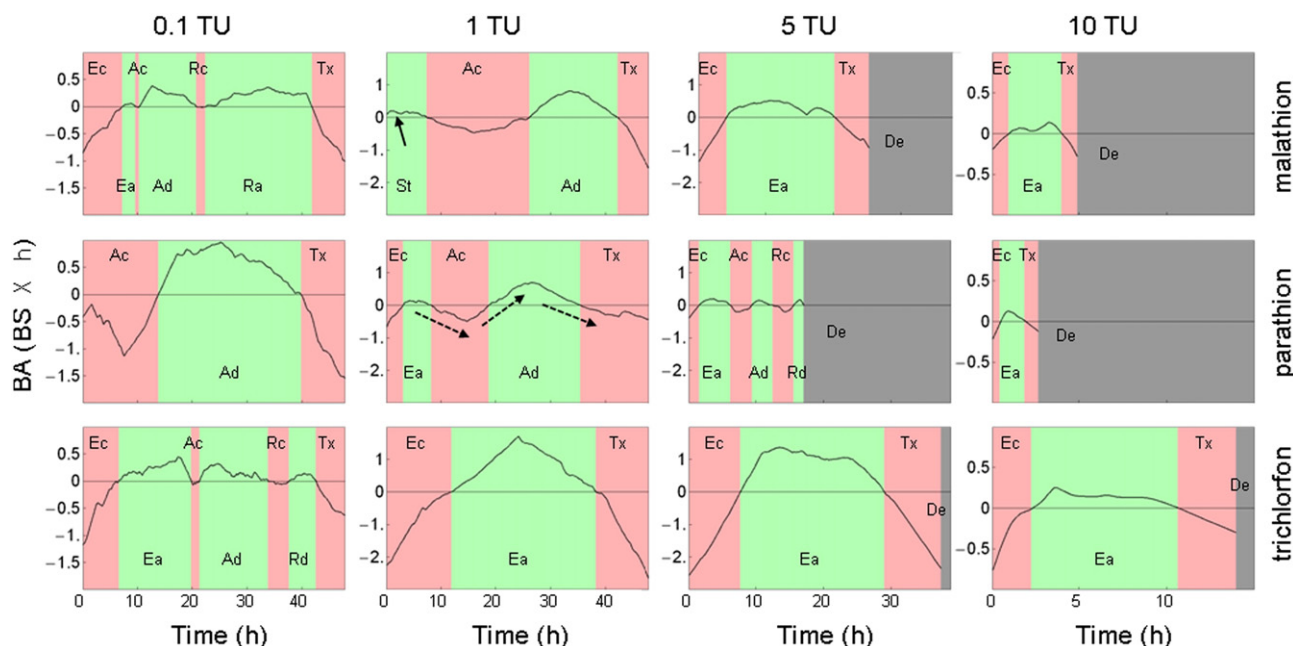 0.1 TU 1 TU 5 TU 10 TU
Ec Ac Rc Tx Ac Tx Ec Tx Ec Tx
0.5 1 1 0.5
0 0 0 0
−0.5 −1 −1 −0.5
−1. −2. −2.
−1.5
De De
Ea Ad Ra St Ad Ea Ea
malathion
Ac Tx Ec Ac Tx Ec Ac Rc Ec Tx
0.5 1 1 0.5
0 0 0 0
−0.5 −1 −1 −0.5
−1. −2. −2.
−1.5
De De
Ad Ea Ad Ea Ad Rd Ea
parathion
BA (BS X h)
Ec Ac Rc Tx Ec Tx Ec Tx Ec Tx
0.5 1 1 0.5
0 0 0 0
−0.5 −1 −1 −0.5
−1. −2 −2
−1.5
De De
Ea Ad Rd Ea Ea Ea
trichlorfon
0 10 20 30 40 0 10 20 30 40 0 10 20 30 0 5 10
Time (h) Time (h) Time (h) Time (h)